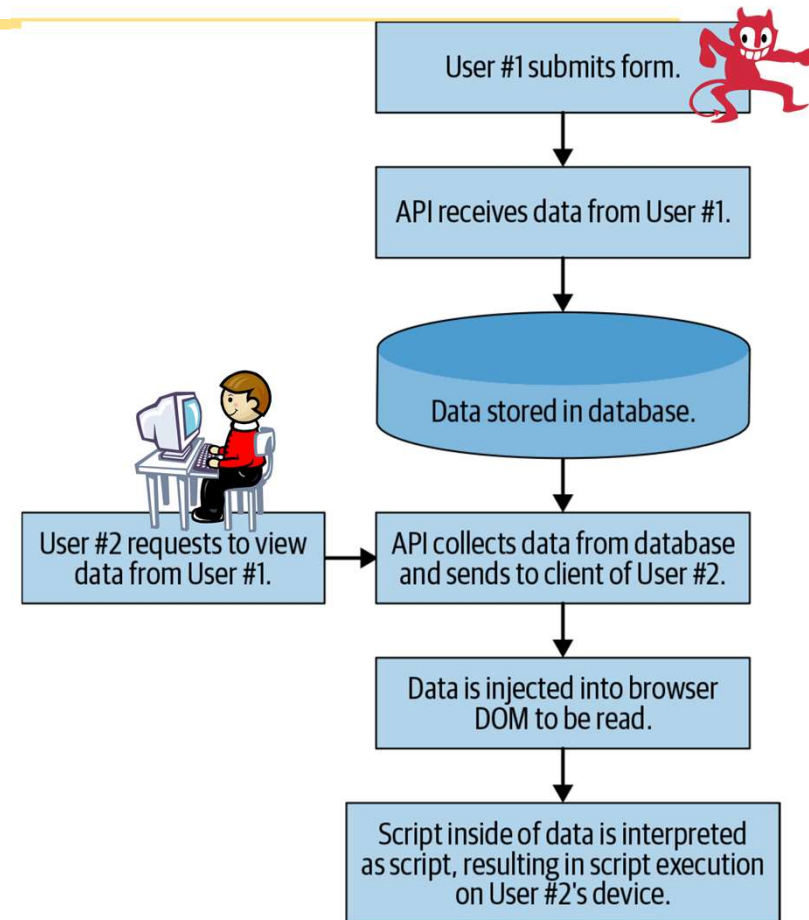 User #1 submits form.
API receives data from User #1.
Data stored in database.
User #2 requests to view
data from User #1.
API collects data from database
and sends to client of User #2.
Data is injected into browser
DOM to be read.
Script inside of data is interpreted
as script, resulting in script execution
on User #2's device.